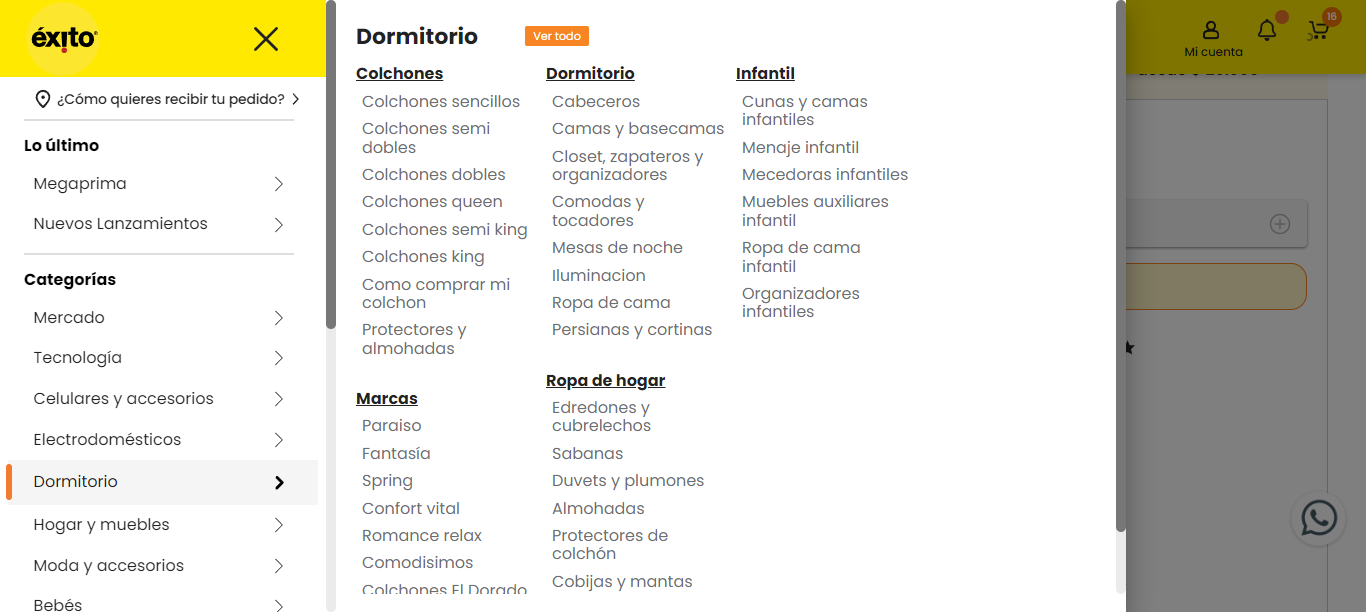 éxito
¿Cómo quieres recibir tu pedido?
Lo último
Megaprima
Nuevos Lanzamientos
Categorías
Mercado
Tecnología
Celulares y accesorios
Electrodomésticos
Dormitorio
Hogar y muebles
Moda y accesorios
Bebés
Dormitorio
Ver todo
Colchones
Colchones sencillos
Colchones semi
dobles
Colchones dobles
Colchones queen
Colchones semi king
Colchones king
Como comprar mi
colchon
Protectores y
almohadas
Marcas
Paraiso
Fantasía
Spring
Confort vital
Romance relax
Comodisimos
Colchones El Dorado
Dormitorio
Cabeceros
Camas y basecamas
Closet, zapateros y
organizadores
Comodas y
tocadores
Mesas de noche
Iluminacion
Ropa de cama
Persianas y cortinas
Ropa de hogar
Edredones y
cubrelechos
Sabanas
Duvets y plumones
Almohadas
Protectores de
colchón
Cobijas y mantas
Infantil
Cunas y camas
infantiles
Menaje infantil
Mecedoras infantiles
Muebles auxiliares
infantil
Ropa de cama
infantil
Organizadores
infantiles
Mi cuenta
16